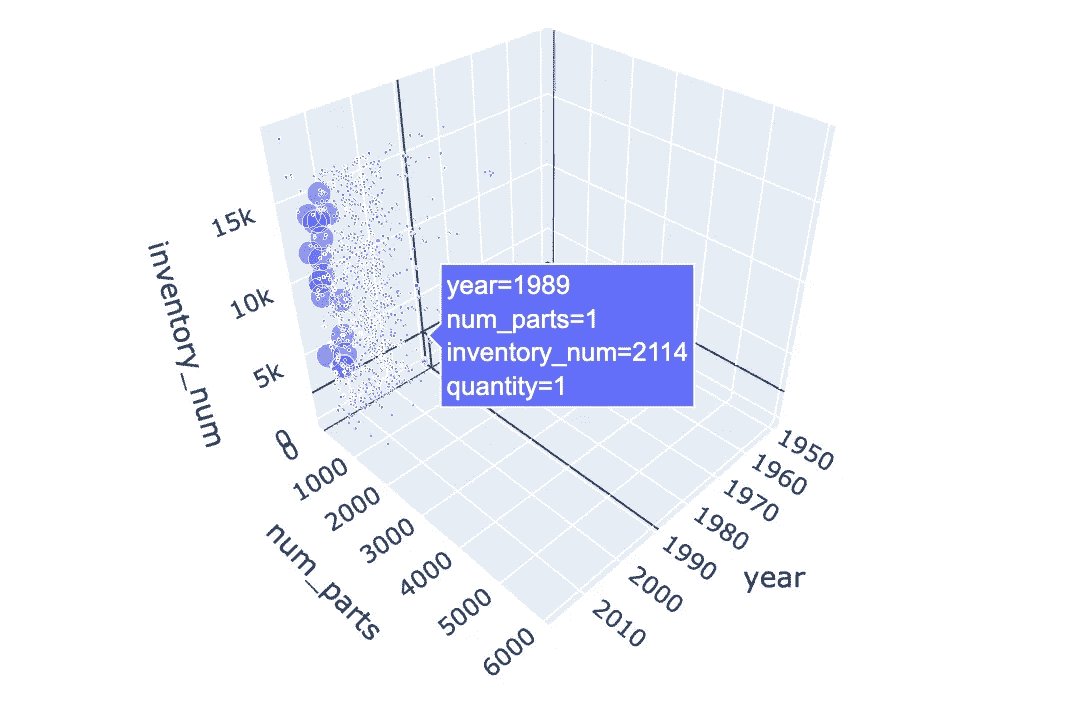 15k
10k
5k
0
inventory_num
year=1989
num_parts=1
inventory_num=2114
quantity=1
0
1000
2000
3000
4000
5000
6000
num_parts
1950
1960
1970
1980
1990
2000
2010
year